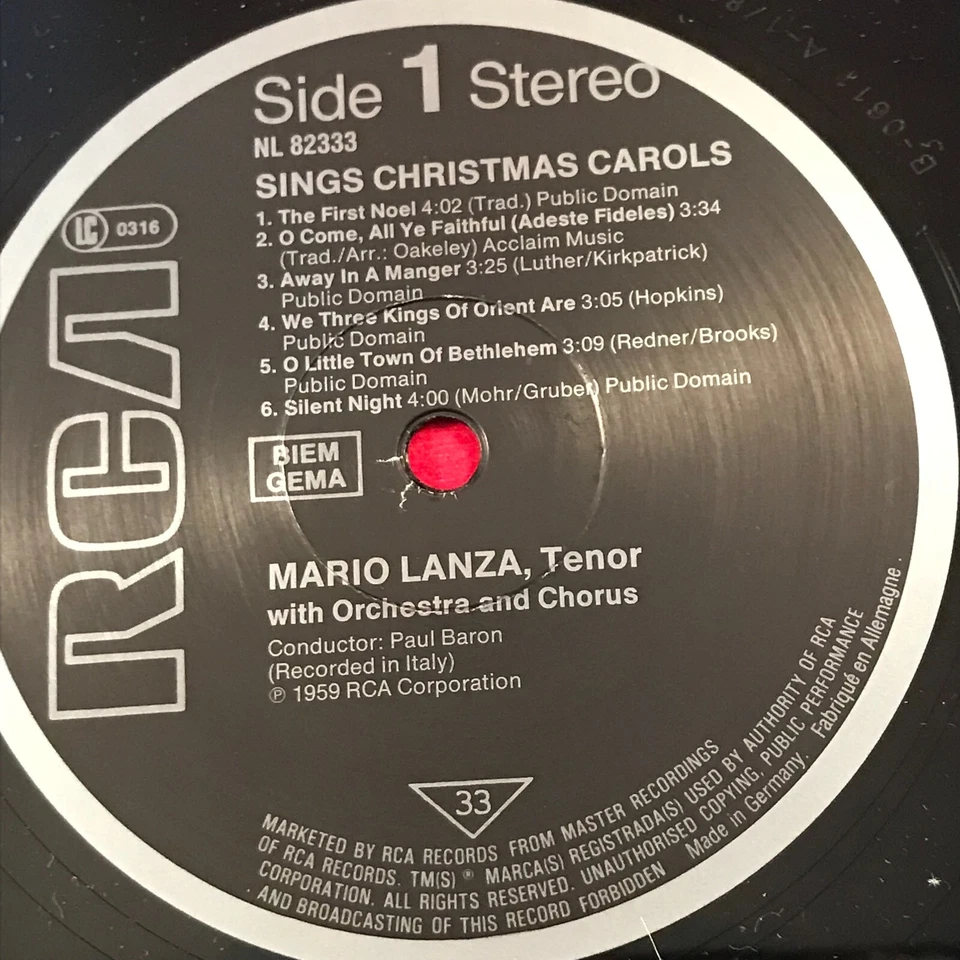 Side 1 Stereo
NL 82333
SINGS CHRISTMAS CAROLS
1. The First Noel 4:02 (Trad.) Public Domain
2. O Come, All Ye Faithful (Adeste Fideles) 3:34
(Trad./Arr.: Oakeley) Acclaim Music
3. Away In A Manger 3:25 (Luther/Kirkpatrick)
Public Domain
4. We Three Kings Of Orient Are 3:05 (Hopkins)
Public Domain
5. O Little Town Of Bethlehem 3:09 (Redner/Brooks)
Public Domain
6. Silent Night 4:00 (Mohr/Gruber) Public Domain
LC 0316
RCA
BIEM
GEMA
MARIO LANZA, Tenor
with Orchestra and Chorus
Conductor: Paul Baron
(Recorded in Italy)
℗ 1959 RCA Corporation
33
MARKETED BY RCA RECORDS FROM MASTER RECORDINGS
OF RCA RECORDS. TM(S) ® MARCA(S) REGISTRADA(S) USED BY AUTHORITY OF RCA
CORPORATION. ALL RIGHTS RESERVED. UNAUTHORISED COPYING, PUBLIC PERFORMANCE
AND BROADCASTING OF THIS RECORD FORBIDDEN Made in Germany. Fabriqué en Allemagne.